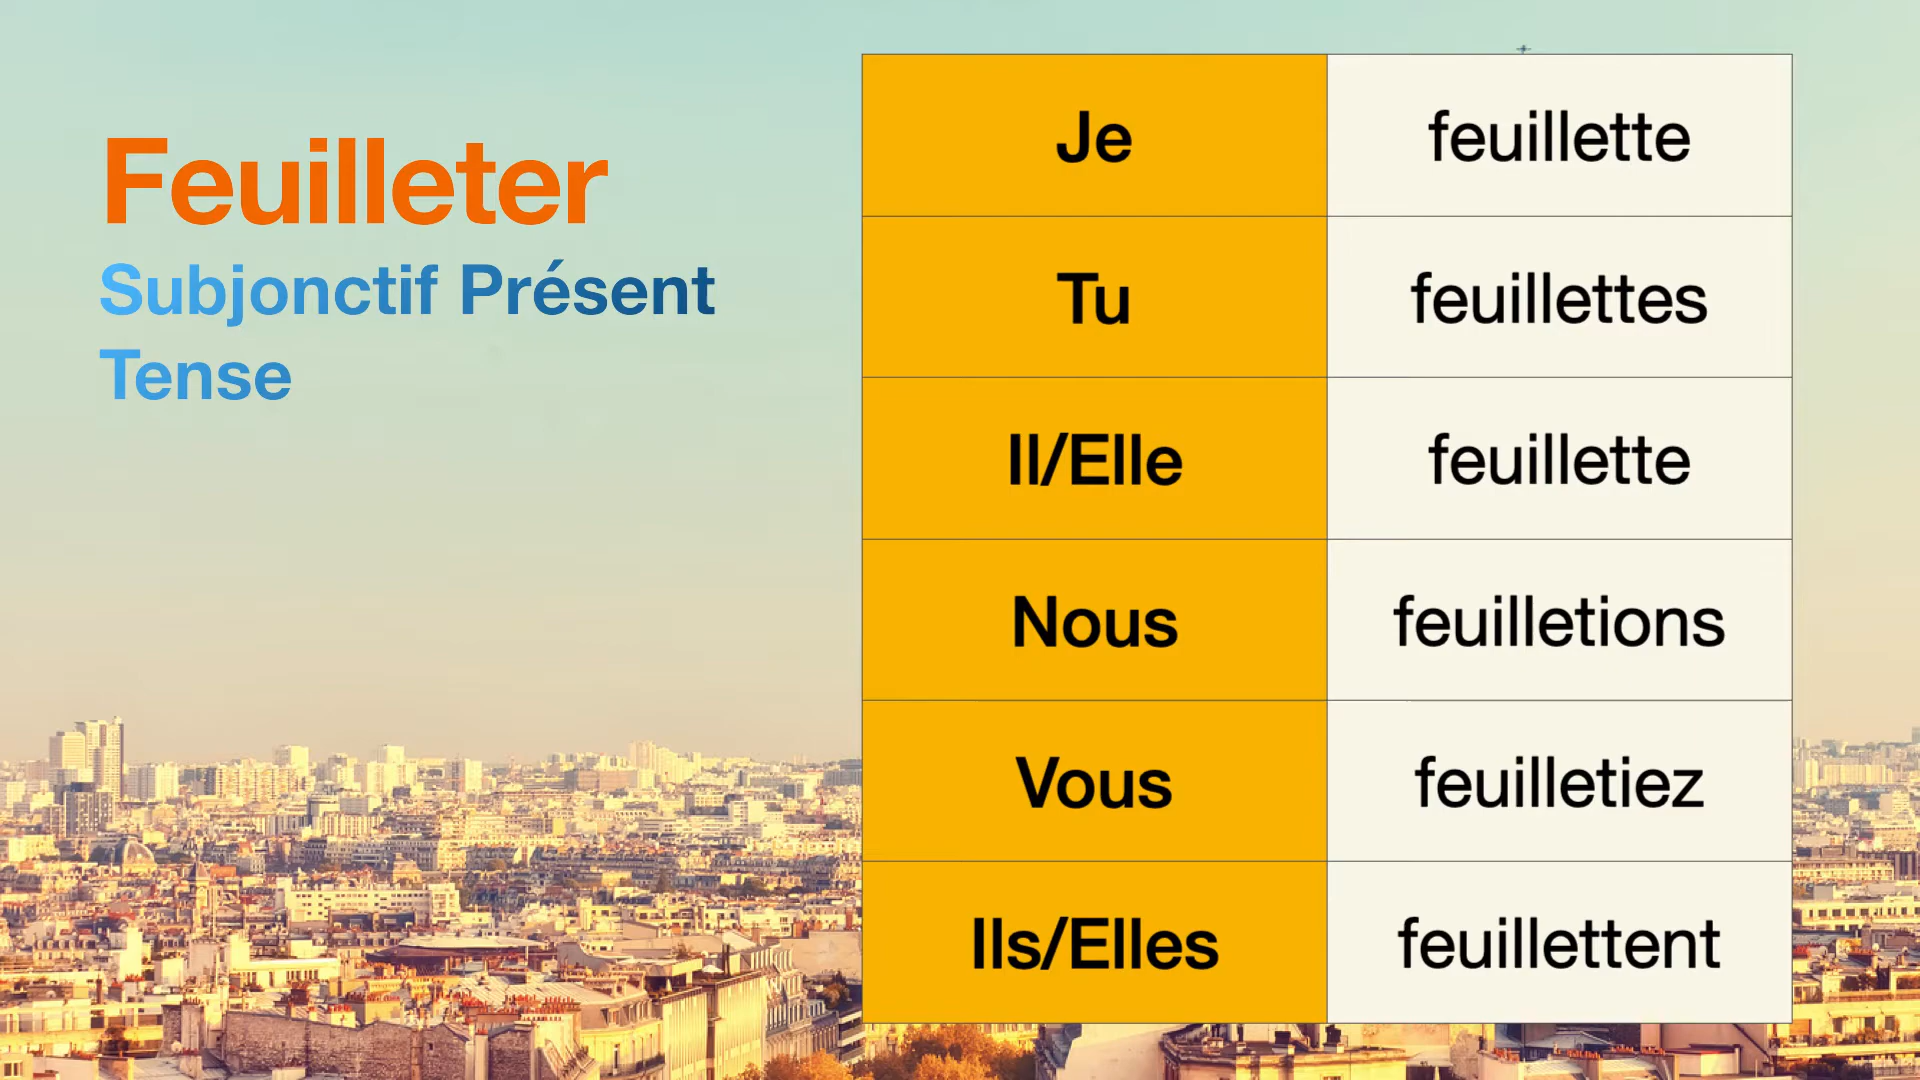 Feuilleter
Subjonctif Présent
Tense
Je feuillette
Tu feuillettes
Il/Elle feuillette
Nous feuilletions
Vous feuilletiez
Ils/Elles feuillettent